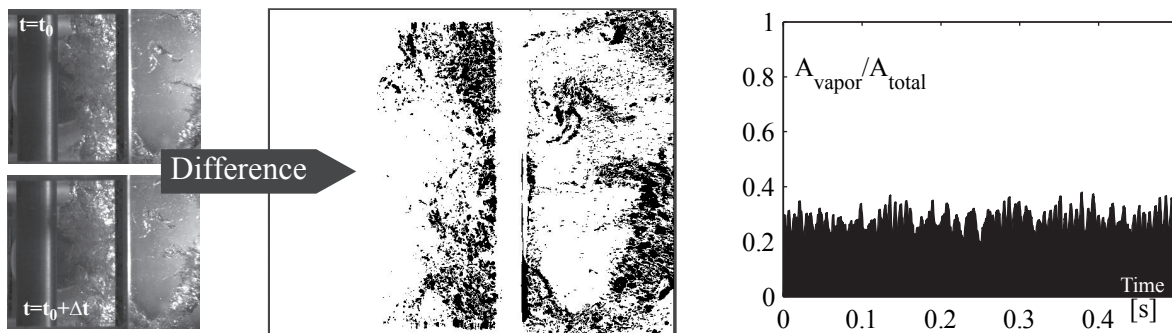 t=t0
Difference
t=t0+Δt
1
0.8
0.6
0.4
0.2
0
Avapor/Atotal
Time
[s]
0 0.1 0.2 0.3 0.4